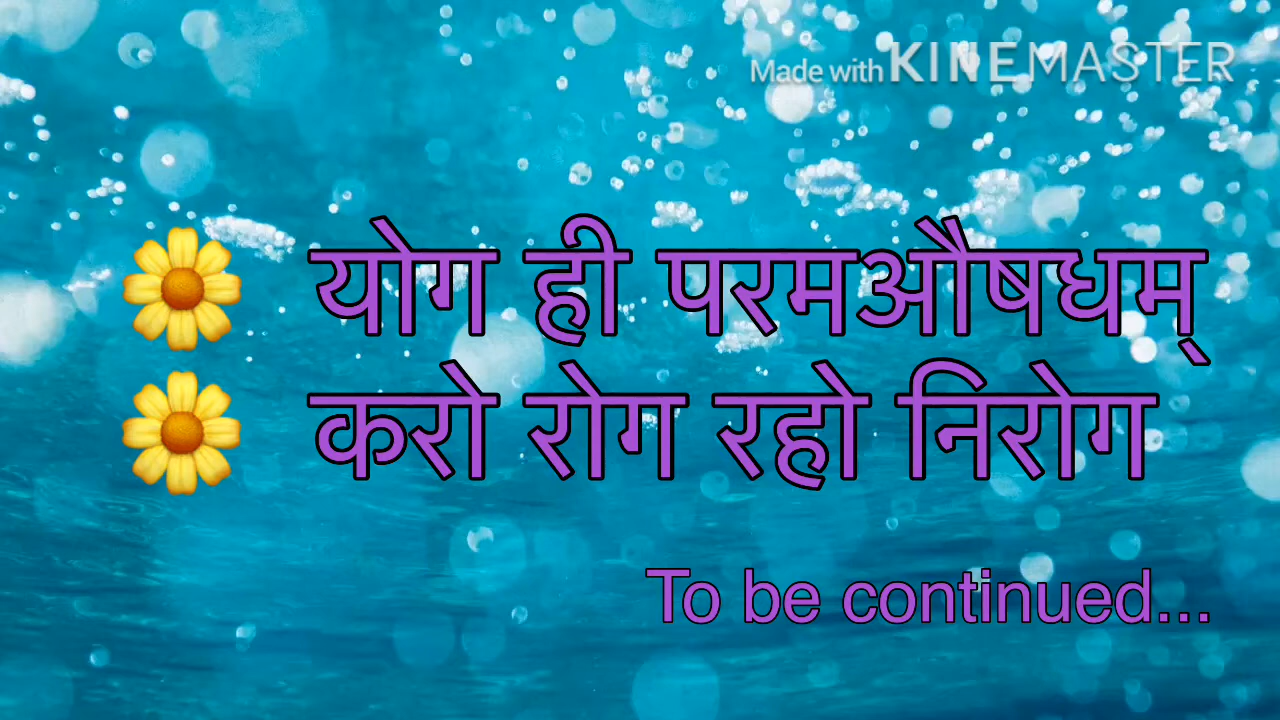 Made with KINEMASTER
🌼 योग ही परमऔषधम्
🌼 करो रोग रहो निरोग
To be continued...